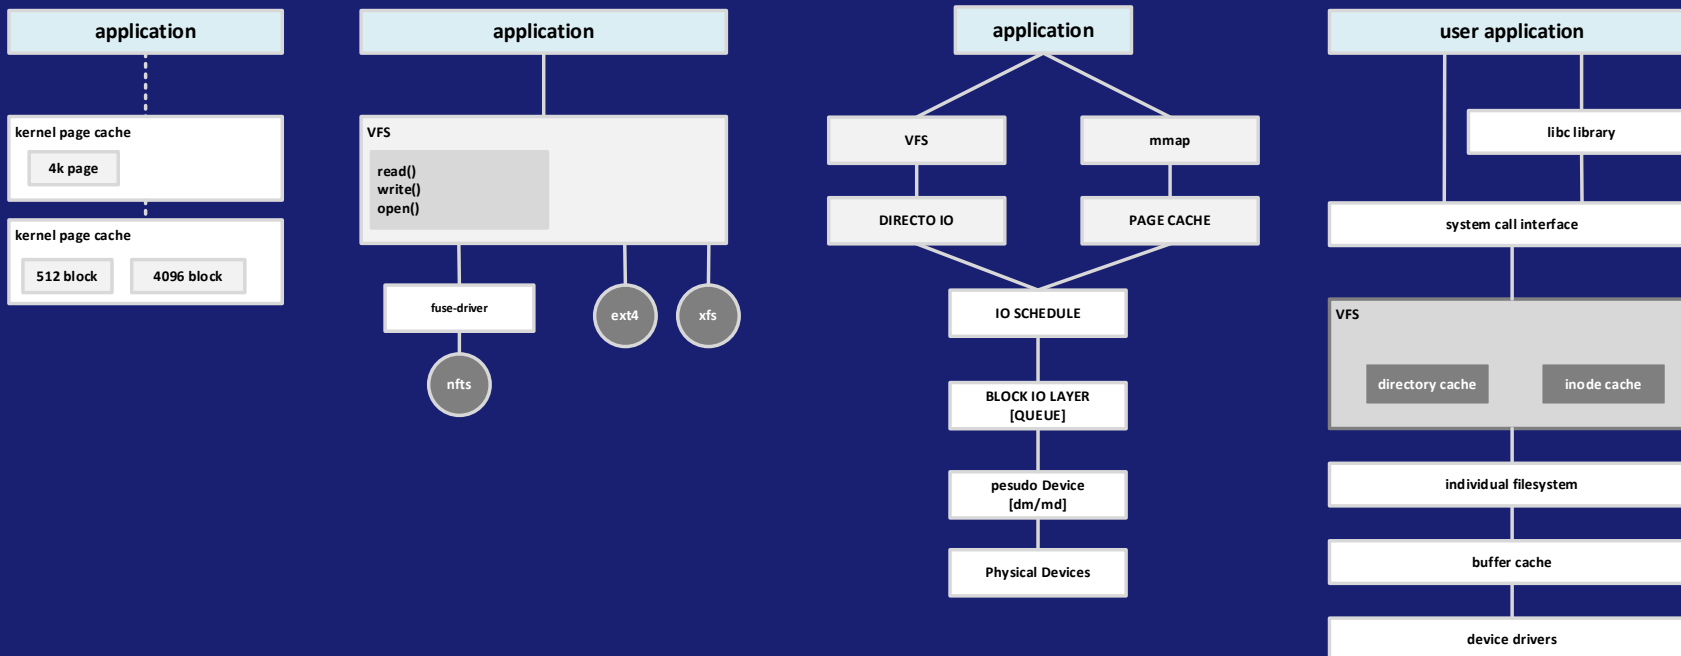 application
kernel page cache
4k page
kernel page cache
512 block
4096 block
application
VFS
read()
write()
open()
fuse-driver
nfts
ext4
xfs
application
VFS
mmap
DIRECTO IO
PAGE CACHE
IO SCHEDULE
BLOCK IO LAYER
[QUEUE]
pesudo Device
[dm/md]
Physical Devices
user application
libc library
system call interface
VFS
directory cache
inode cache
individual filesystem
buffer cache
device drivers